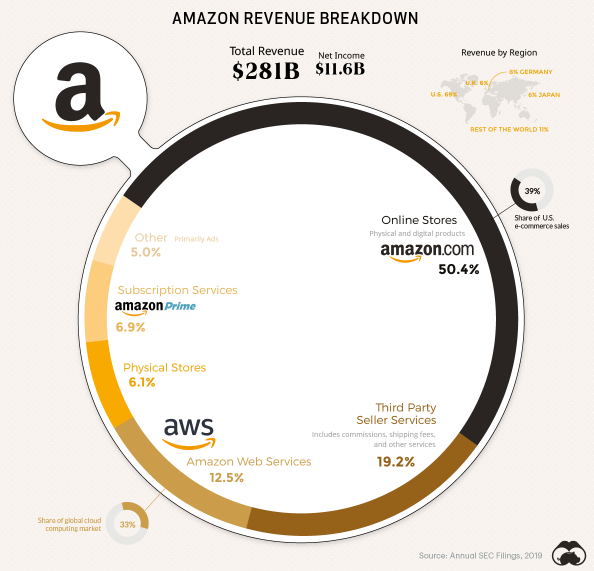 AMAZON REVENUE BREAKDOWN
Total Revenue
$281B
Net Income
$11.6B
Revenue by Region
8% GERMANY
U.K. 6%
U.S. 69%
6% JAPAN
REST OF THE WORLD 11%
a
39%
Share of U.S.
e-commerce sales
Online Stores
Physical and digital products
amazon.com
50.4%
Other Primarily Ads
5.0%
Subscription Services
amazon Prime
6.9%
Physical Stores
6.1%
Third Party
Seller Services
Includes commissions, shipping fees,
and other services
19.2%
aws
Amazon Web Services
12.5%
Share of global cloud
computing market
33%
Source: Annual SEC Filings, 2019